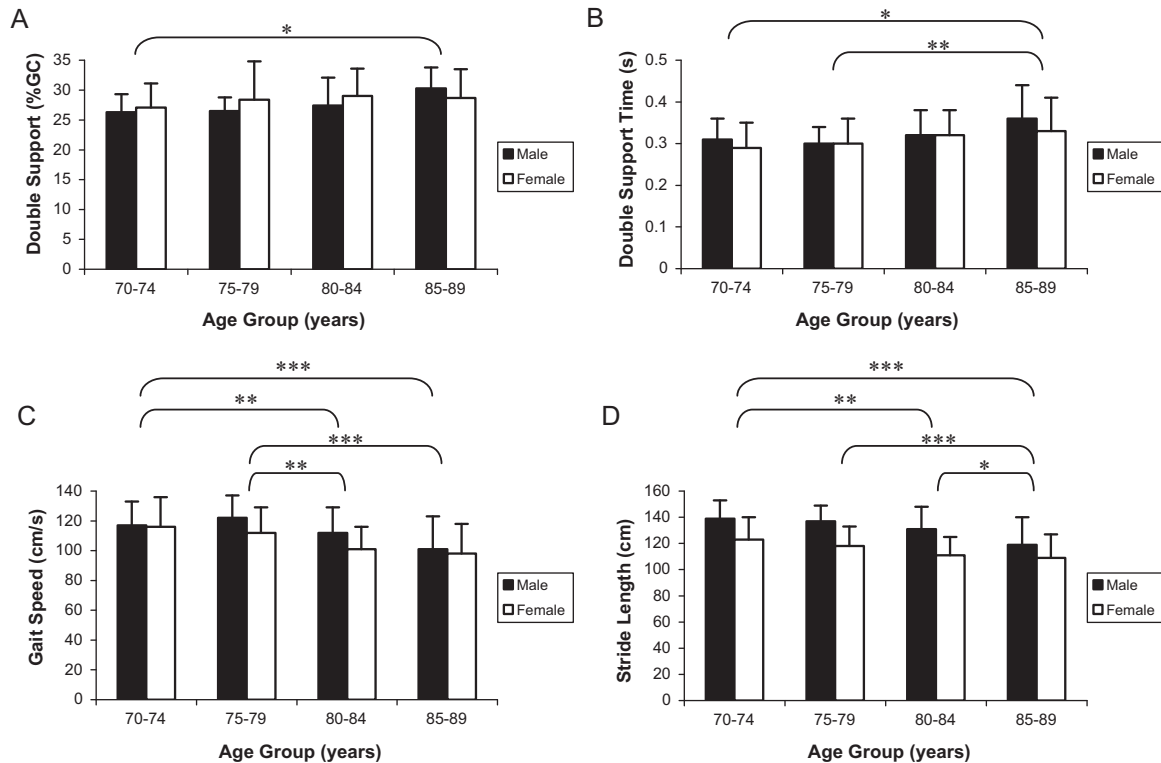 A
*
Double Support (%GC)
35
30
25
20
15
10
5
0
70-74 75-79 80-84 85-89
Age Group (years)
Male
Female
B
*
**
Double Support Time (s)
0.5
0.4
0.3
0.2
0.1
0
70-74 75-79 80-84 85-89
Age Group (years)
Male
Female
C
***
**
***
**
Gait Speed (cm/s)
140
120
100
80
60
40
20
0
70-74 75-79 80-84 85-89
Age Group (years)
Male
Female
D
***
**
***
*
Stride Length (cm)
160
140
120
100
80
60
40
20
0
70-74 75-79 80-84 85-89
Age Group (years)
Male
Female